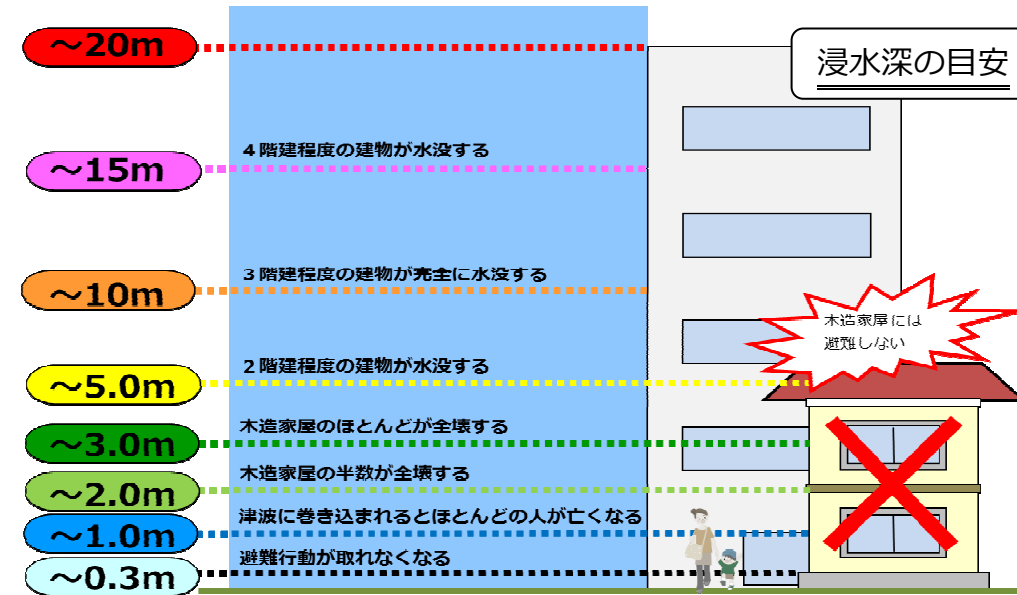 浸水深の目安
～20m
4階建程度の建物が水没する
～15m
3階建程度の建物が完全に水没する
～10m
木造家屋には
避難しない
2階建程度の建物が水没する
～5.0m
木造家屋のほとんどが全壊する
～3.0m
木造家屋の半数が全壊する
～2.0m
津波に巻き込まれるとほとんどの人が亡くなる
～1.0m
避難行動が取れなくなる
～0.3m